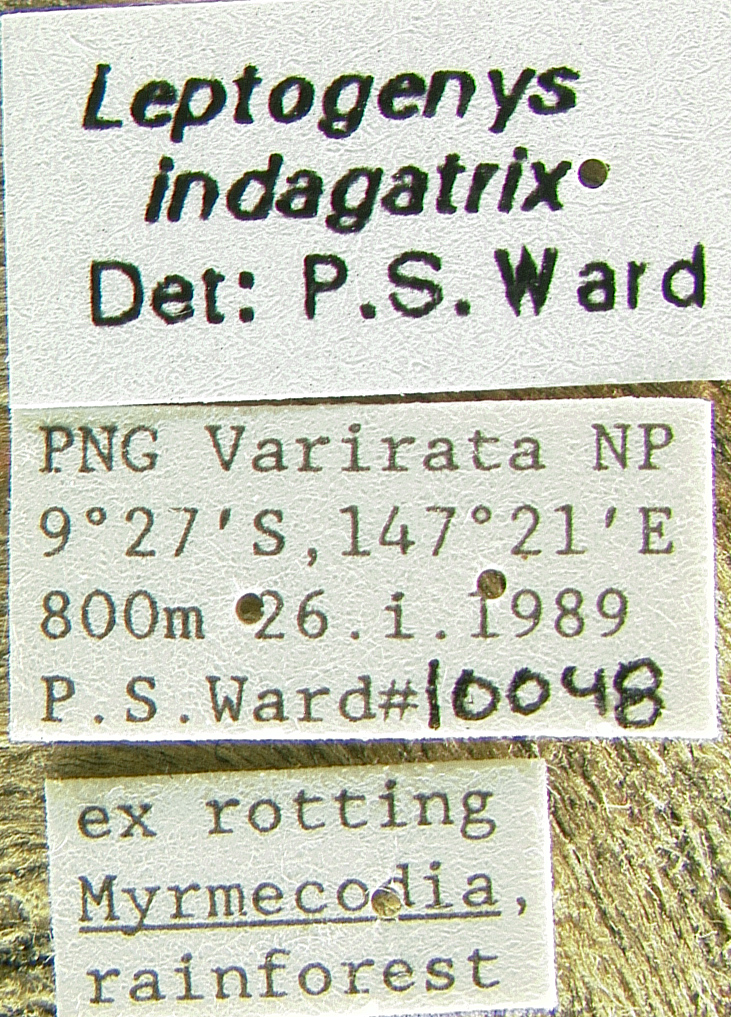 Leptogenys
indagatrix
Det: P.S. Ward
PNG Varirata NP
9°27'S,147°21'E
800m 26.i.1989
P.S.Ward#10048
ex rotting
Myrmecodia,
rainforest